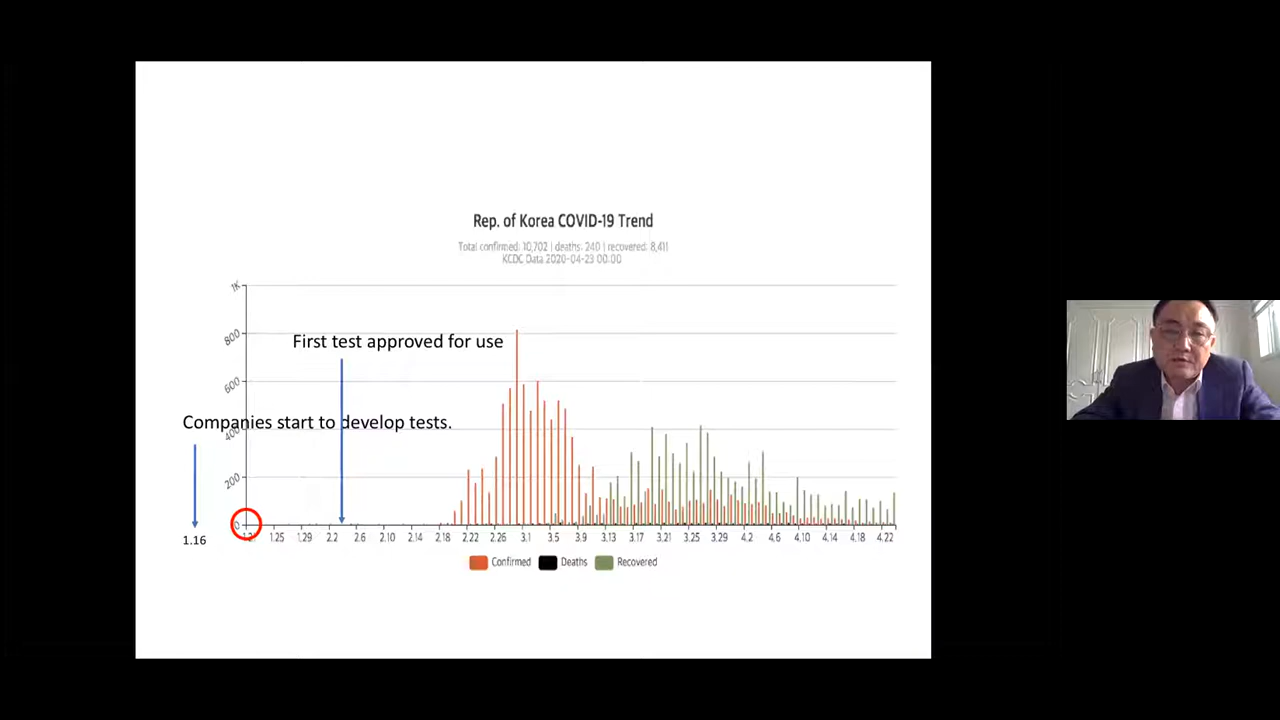 Rep. of Korea COVID-19 Trend
Total confirmed: 10,702 | deaths: 240 | recovered: 8,411
KCDC Data 2020-04-23 00:00
1K
800
First test approved for use
600
Companies start to develop tests.
400
200
0
1.25 1.29 2.2 2.6 2.10 2.14 2.18 2.22 2.26 3.1 3.5 3.9 3.13 3.17 3.21 3.25 3.29 4.2 4.6 4.10 4.14 4.18 4.22
1.16
Confirmed Deaths Recovered